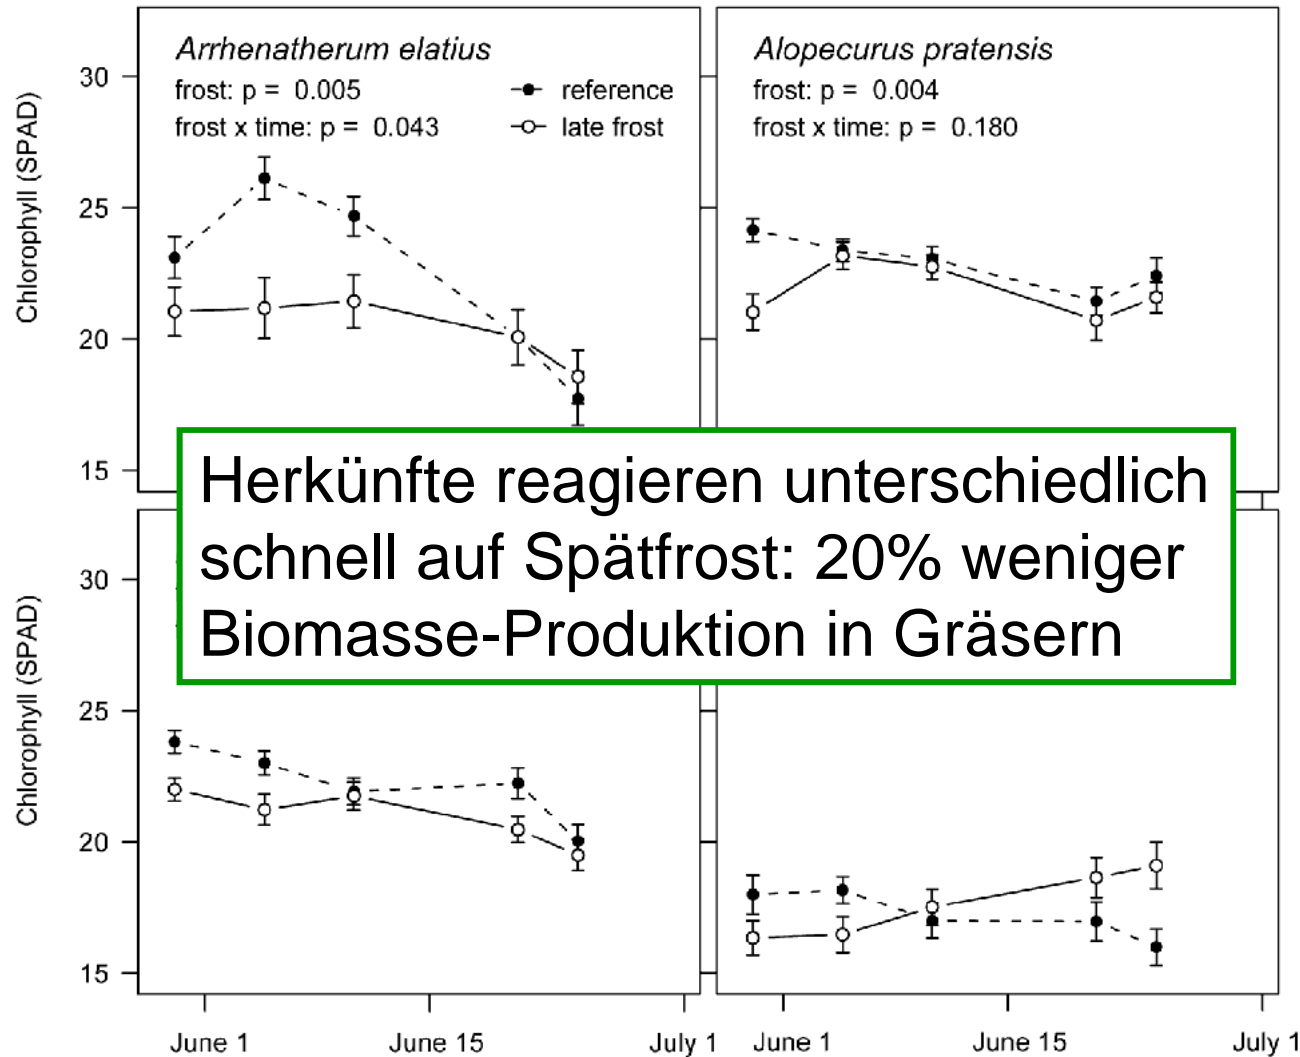 Arrhenatherum elatius
frost: p = 0.005
frost x time: p = 0.043
reference
late frost
Alopecurus pratensis
frost: p = 0.004
frost x time: p = 0.180
Chlorophyll (SPAD)
30
25
20
15
Herkünfte reagieren unterschiedlich
schnell auf Spätfrost: 20% weniger
Biomasse-Produktion in Gräsern
Chlorophyll (SPAD)
30
25
20
15
June 1
June 15
July 1
June 1
June 15
July 1